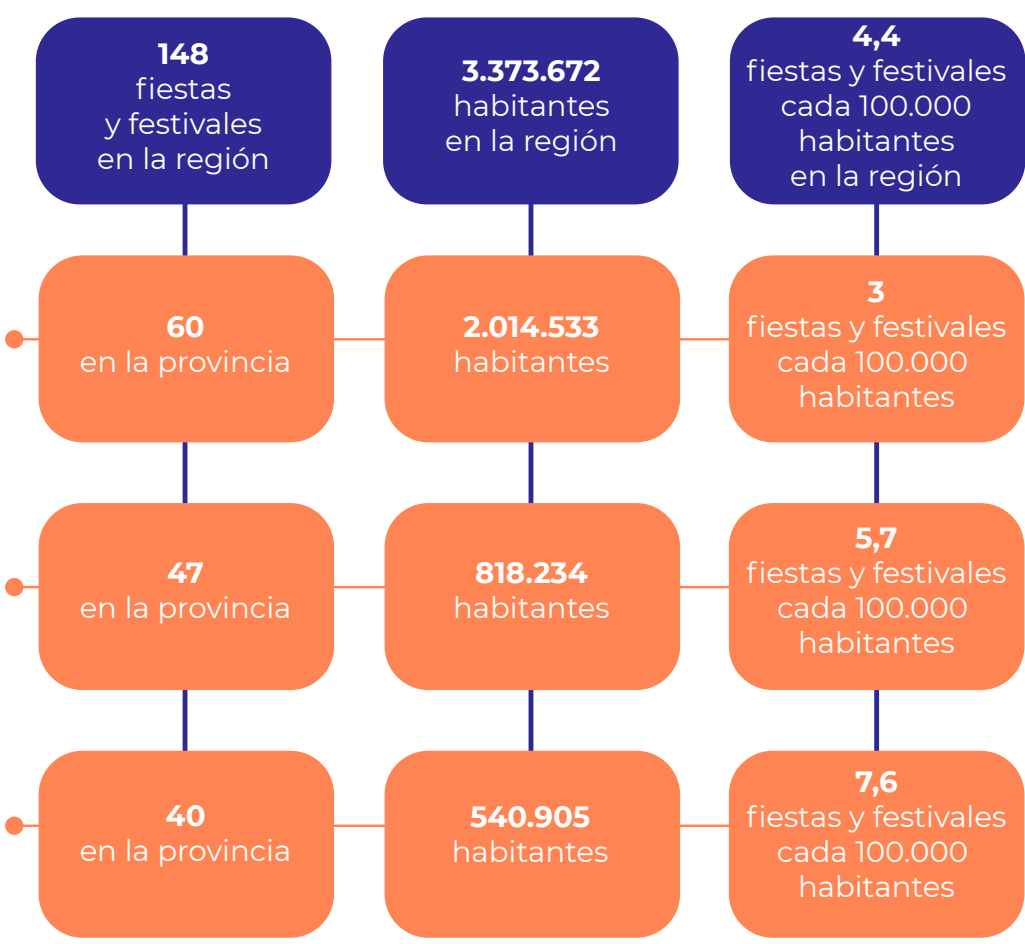 148
fiestas
y festivales
en la región
3.373.672
habitantes
en la región
4,4
fiestas y festivales
cada 100.000
habitantes
en la región
60
en la provincia
2.014.533
habitantes
3
fiestas y festivales
cada 100.000
habitantes
47
en la provincia
818.234
habitantes
5,7
fiestas y festivales
cada 100.000
habitantes
40
en la provincia
540.905
habitantes
7,6
fiestas y festivales
cada 100.000
habitantes